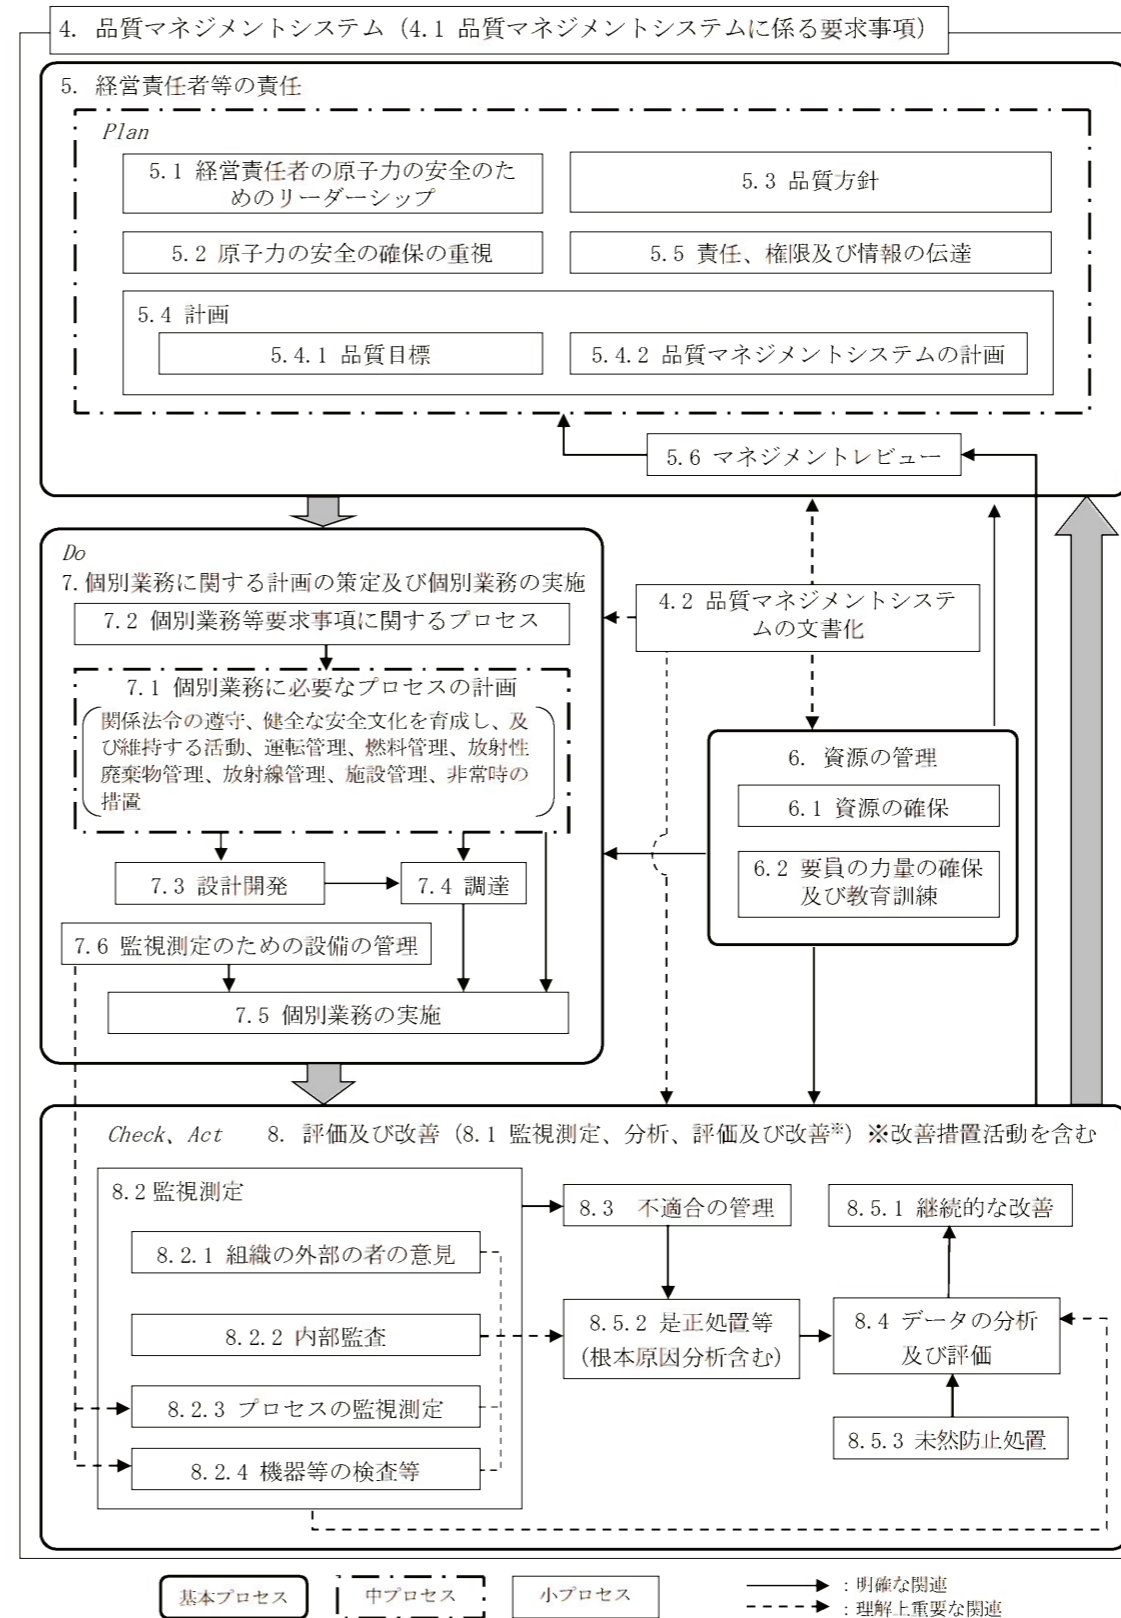 4. 品質マネジメントシステム（4.1 品質マネジメントシステムに係る要求事項）
5. 経営責任者等の責任
Plan
5.1 経営責任者の原子力の安全のた
めのリーダーシップ
5.3 品質方針
5.2 原子力の安全の確保の重視
5.5 責任、権限及び情報の伝達
5.4 計画
5.4.1 品質目標
5.4.2 品質マネジメントシステムの計画
5.6 マネジメントレビュー
Do
7. 個別業務に関する計画の策定及び個別業務の実施
7.2 個別業務等要求事項に関するプロセス
7.1 個別業務に必要なプロセスの計画
関係法令の遵守、健全な安全文化を育成し、及
び維持する活動、運転管理、燃料管理、放射性
廃棄物管理、放射線管理、施設管理、非常時の
措置
7.3 設計開発
7.4 調達
7.6 監視測定のための設備の管理
7.5 個別業務の実施
4.2 品質マネジメントシステ
ムの文書化
6. 資源の管理
6.1 資源の確保
6.2 要員の力量の確保
及び教育訓練
Check、Act 8. 評価及び改善（8.1 監視測定、分析、評価及び改善※）※改善措置活動を含む
8.2 監視測定
8.2.1 組織の外部の者の意見
8.2.2 内部監査
8.2.3 プロセスの監視測定
8.2.4 機器等の検査等
8.3 不適合の管理
8.5.2 是正処置等
（根本原因分析含む）
8.5.1 継続的な改善
8.4 データの分析
及び評価
8.5.3 未然防止処置
基本プロセス
中プロセス
小プロセス
：明確な関連
：理解上重要な関連